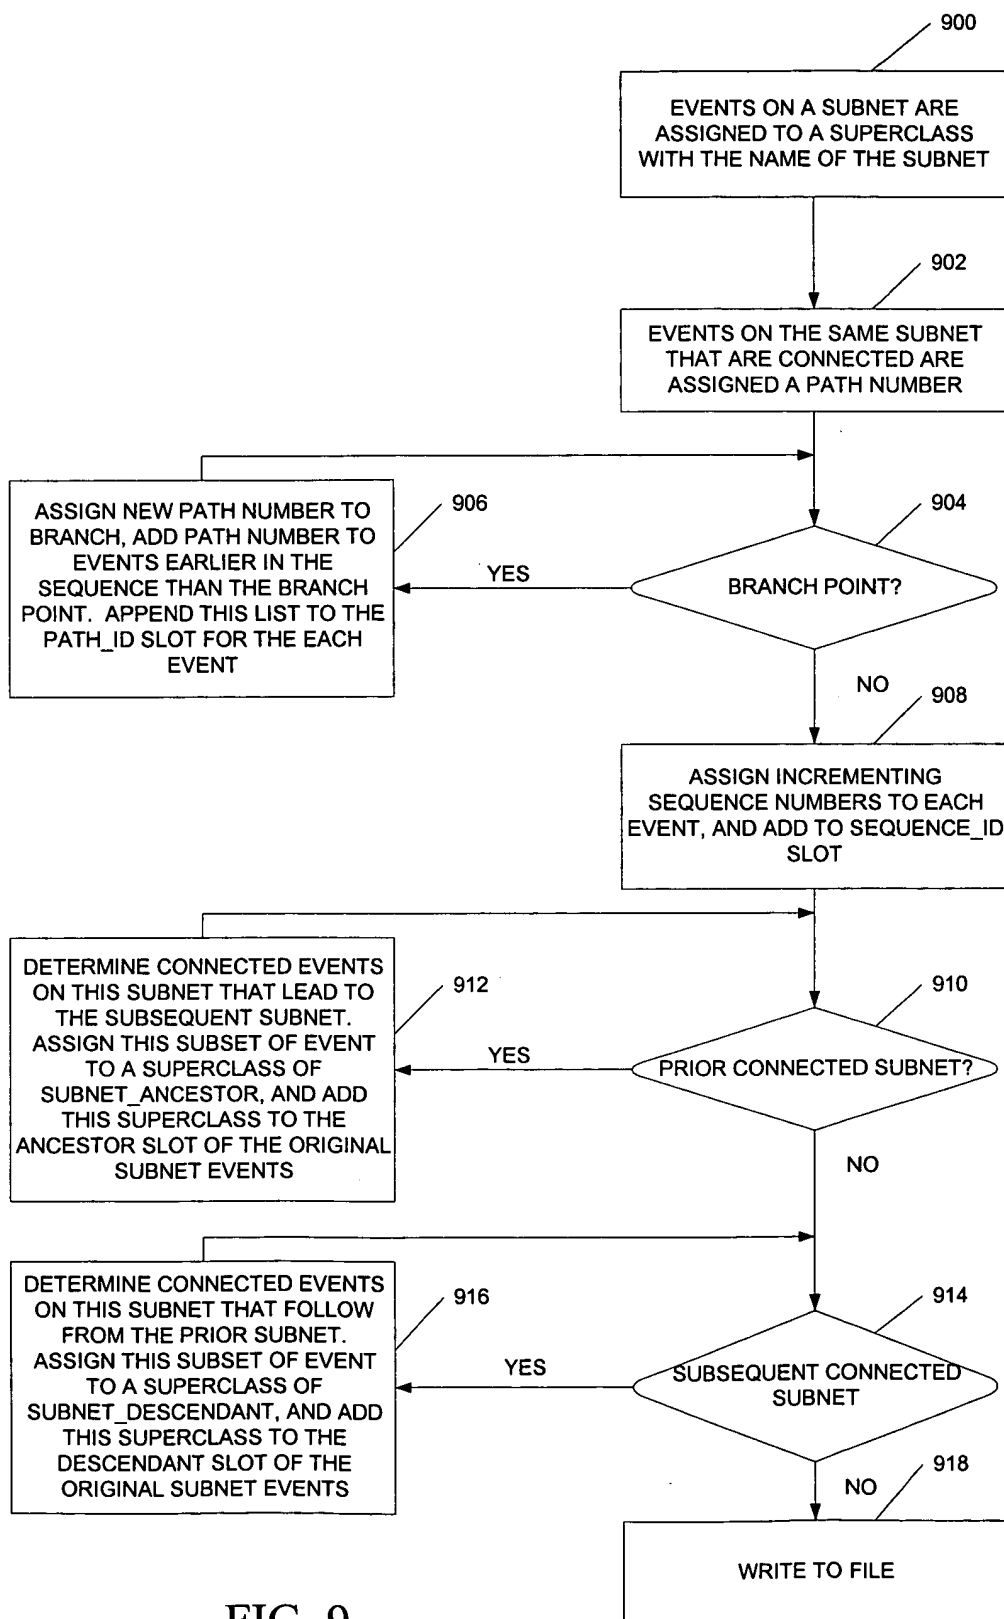 900
EVENTS ON A SUBNET ARE
ASSIGNED TO A SUPERCLASS
WITH THE NAME OF THE SUBNET
902
EVENTS ON THE SAME SUBNET
THAT ARE CONNECTED ARE
ASSIGNED A PATH NUMBER
904
BRANCH POINT?
YES
906
ASSIGN NEW PATH NUMBER TO
BRANCH, ADD PATH NUMBER TO
EVENTS EARLIER IN THE
SEQUENCE THAN THE BRANCH
POINT. APPEND THIS LIST TO THE
PATH_ID SLOT FOR THE EACH
EVENT
NO
908
ASSIGN INCREMENTING
SEQUENCE NUMBERS TO EACH
EVENT, AND ADD TO SEQUENCE_ID
SLOT
910
PRIOR CONNECTED SUBNET?
YES
912
DETERMINE CONNECTED EVENTS
ON THIS SUBNET THAT LEAD TO
THE SUBSEQUENT SUBNET.
ASSIGN THIS SUBSET OF EVENT
TO A SUPERCLASS OF
SUBNET_ANCESTOR, AND ADD
THIS SUPERCLASS TO THE
ANCESTOR SLOT OF THE ORIGINAL
SUBNET EVENTS
NO
914
SUBSEQUENT CONNECTED
SUBNET
YES
916
DETERMINE CONNECTED EVENTS
ON THIS SUBNET THAT FOLLOW
FROM THE PRIOR SUBNET.
ASSIGN THIS SUBSET OF EVENT
TO A SUPERCLASS OF
SUBNET_DESCENDANT, AND ADD
THIS SUPERCLASS TO THE
DESCENDANT SLOT OF THE
ORIGINAL SUBNET EVENTS
NO
918
WRITE TO FILE
FIG. 9